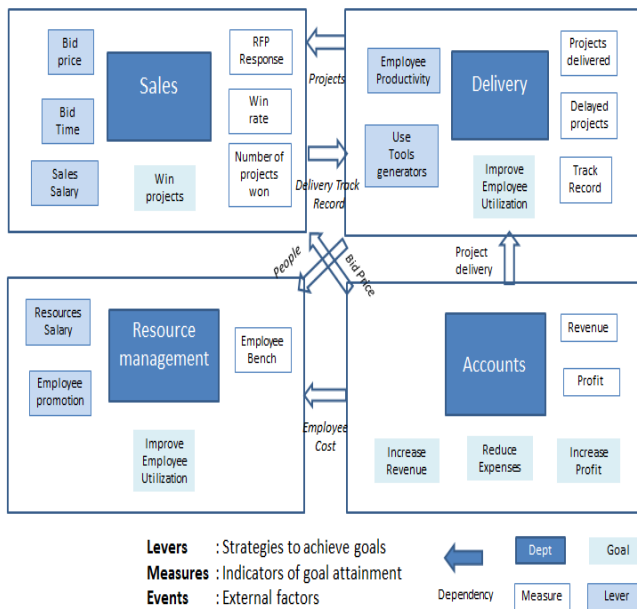 Bid
price
Bid
Time
Sales
Salary
Sales
Win
projects
RFP
Response
Win
rate
Number of
projects
won
Projects
Delivery Track
Record
Employee
Productivity
Use
Tools
generators
Delivery
Improve
Employee
Utilization
Projects
delivered
Delayed
projects
Track
Record
People
Bid Price
Project
delivery
Resources
Salary
Employee
promotion
Resource
management
Improve
Employee
Utilization
Employee
Bench
Employee
Cost
Accounts
Revenue
Profit
Increase
Revenue
Reduce
Expenses
Increase
Profit
Levers : Strategies to achieve goals
Measures : Indicators of goal attainment
Events : External factors
Dependency
Dept
Goal
Measure
Lever